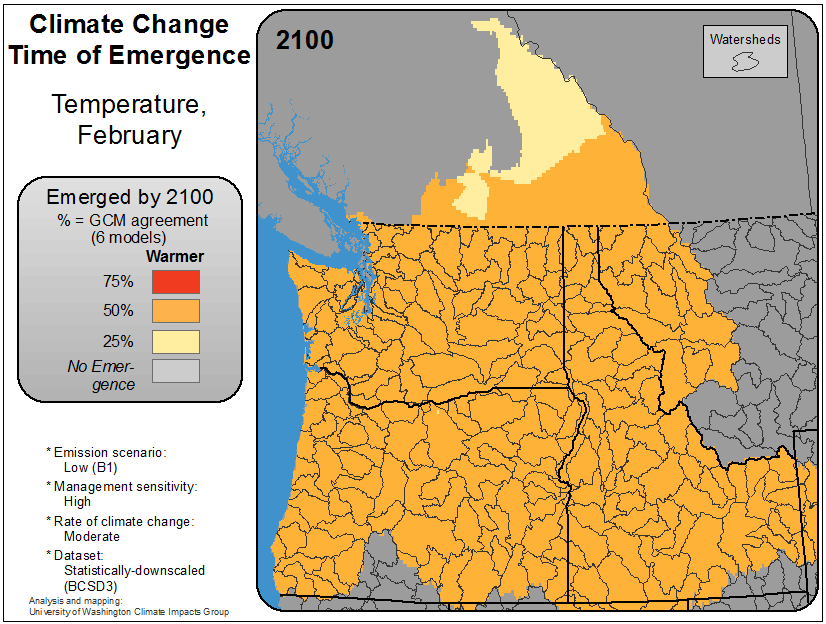 Climate Change
Time of Emergence
Temperature,
February
Emerged by 2100
% = GCM agreement
(6 models)
Warmer
75%
50%
25%
No Emer-
gence
* Emission scenario:
Low (B1)
* Management sensitivity:
High
* Rate of climate change:
Moderate
* Dataset:
Statistically-downscaled
(BCSD3)
Analysis and mapping:
University of Washington Climate Impacts Group
2100
Watersheds